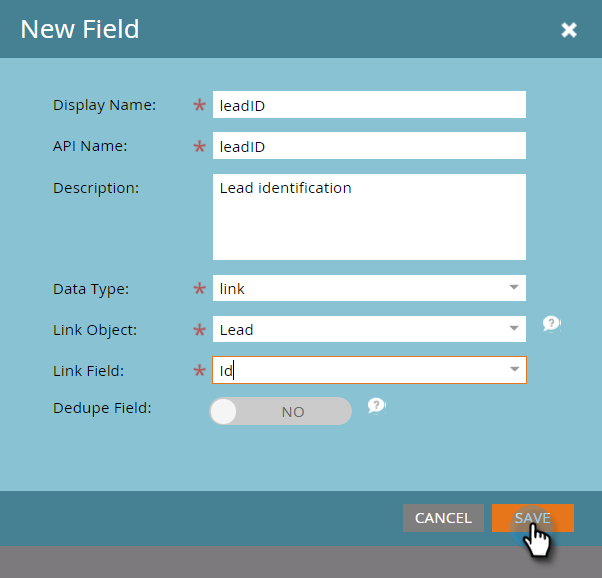 New Field
Display Name: * leadID
API Name: * leadID
Description: Lead identification
Data Type: * link
Link Object: * Lead ?
Link Field: * Id
Dedupe Field: NO ?
CANCEL SAVE